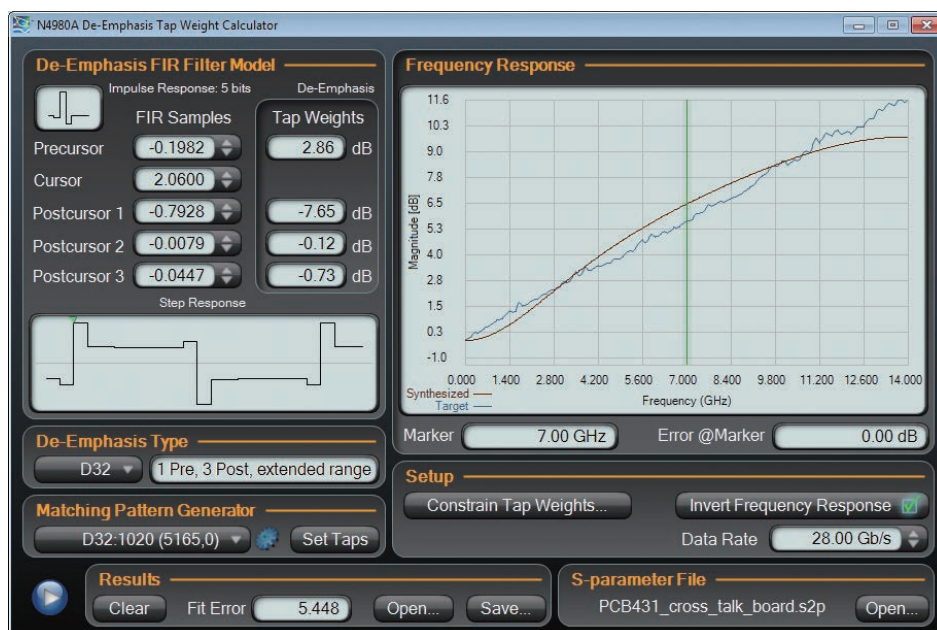 N4980A De-Emphasis Tap Weight Calculator
De-Emphasis FIR Filter Model
Impulse Response: 5 bits
De-Emphasis
FIR Samples
Tap Weights
Precursor -0.1982 2.86 dB
Cursor 2.0600
Postcursor 1 -0.7928 -7.65 dB
Postcursor 2 -0.0079 -0.12 dB
Postcursor 3 -0.0447 -0.73 dB
Step Response
De-Emphasis Type
D32 1 Pre, 3 Post, extended range
Matching Pattern Generator
D32:1020 (5165,0) Set Taps
Frequency Response
Magnitude [dB]
11.6
10.3
9.0
7.8
6.5
5.3
4.0
2.8
1.5
0.3
-1.0
0.000 1.400 2.800 4.200 5.600 7.000 8.400 9.800 11.200 12.600 14.000
Synthesized
Target
Frequency (GHz)
Marker 7.00 GHz Error @Marker 0.00 dB
Setup
Constrain Tap Weights... Invert Frequency Response
Data Rate 28.00 Gb/s
Results
Clear Fit Error 5.448 Open... Save...
S-parameter File
PCB431_cross_talk_board.s2p Open...